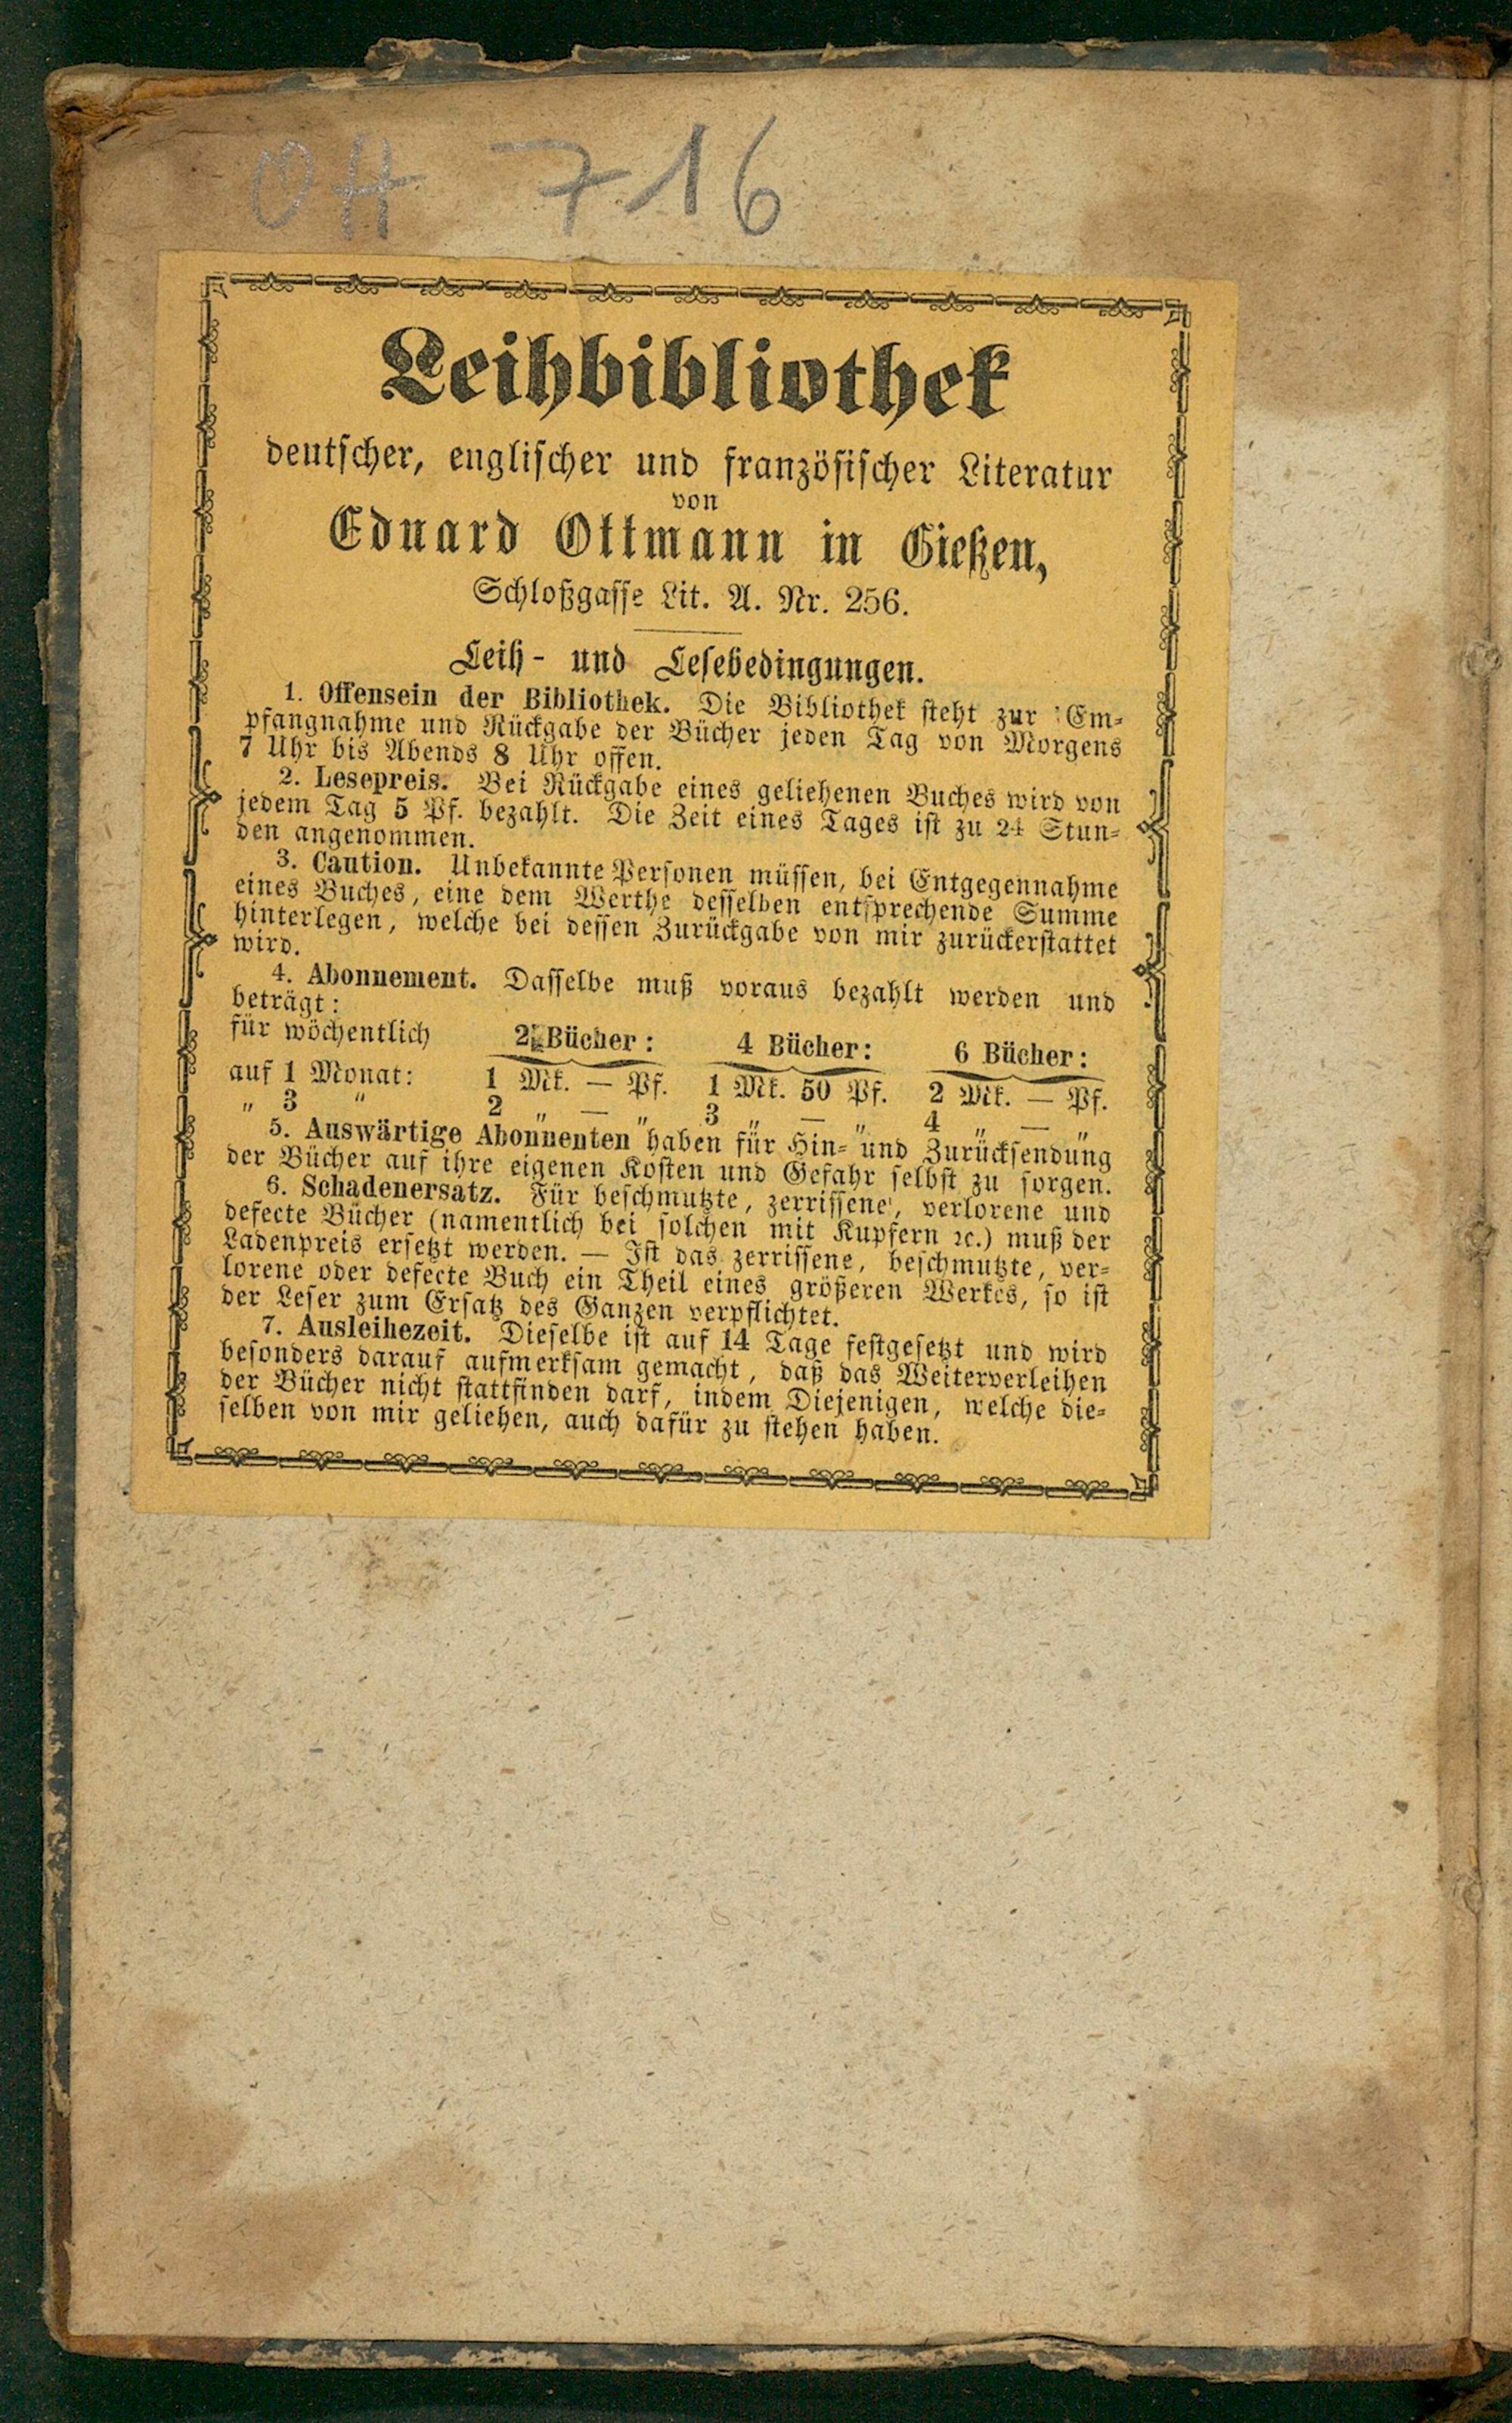 OH 716
Leihbibliothek
deutscher, englischer und französischer Literatur
von
Eduard Ottmann in Gießen,
Schloßgasse Lit. A. Nr. 256.
Leih- und Lesebedingungen.
1. Offensein der Bibliothek. Die Bibliothek steht zur Em-
pfangnahme und Rückgabe der Bücher jeden Tag von Morgens
7 Uhr bis Abends 8 Uhr offen.
2. Lesepreis. Bei Rückgabe eines geliehenen Buches wird von
jedem Tag 5 Pf. bezahlt. Die Zeit eines Tages ist zu 24 Stun-
den angenommen.
3. Caution. Unbekannte Personen müssen, bei Entgegennahme
eines Buches, eine dem Werthe desselben entsprechende Summe
hinterlegen, welche bei dessen Zurückgabe von mir zurückerstattet
wird.
4. Abonnement. Dasselbe muß voraus bezahlt werden und
beträgt:
für wöchentlich 2 Bücher: 4 Bücher: 6 Bücher:
auf 1 Monat: 1 Mk. — Pf. 1 Mk. 50 Pf. 2 Mk. — Pf.
" 3 " 2 " — " 3 " — " 4 " — "
5. Auswärtige Abonnenten haben für Hin- und Zurücksendung
der Bücher auf ihre eigenen Kosten und Gefahr selbst zu sorgen.
6. Schadenersatz. Für beschmutzte, zerrissene, verlorene und
defecte Bücher (namentlich bei solchen mit Kupfern ꝛc.) muß der
Ladenpreis ersetzt werden. — Ist das zerrissene, beschmutzte, ver-
lorene oder defecte Buch ein Theil eines größeren Werkes, so ist
der Leser zum Ersatz des Ganzen verpflichtet.
7. Ausleihezeit. Dieselbe ist auf 14 Tage festgesetzt und wird
besonders darauf aufmerksam gemacht, daß das Weiterverleihen
der Bücher nicht stattfinden darf, indem Diejenigen, welche die-
selben von mir geliehen, auch dafür zu stehen haben.